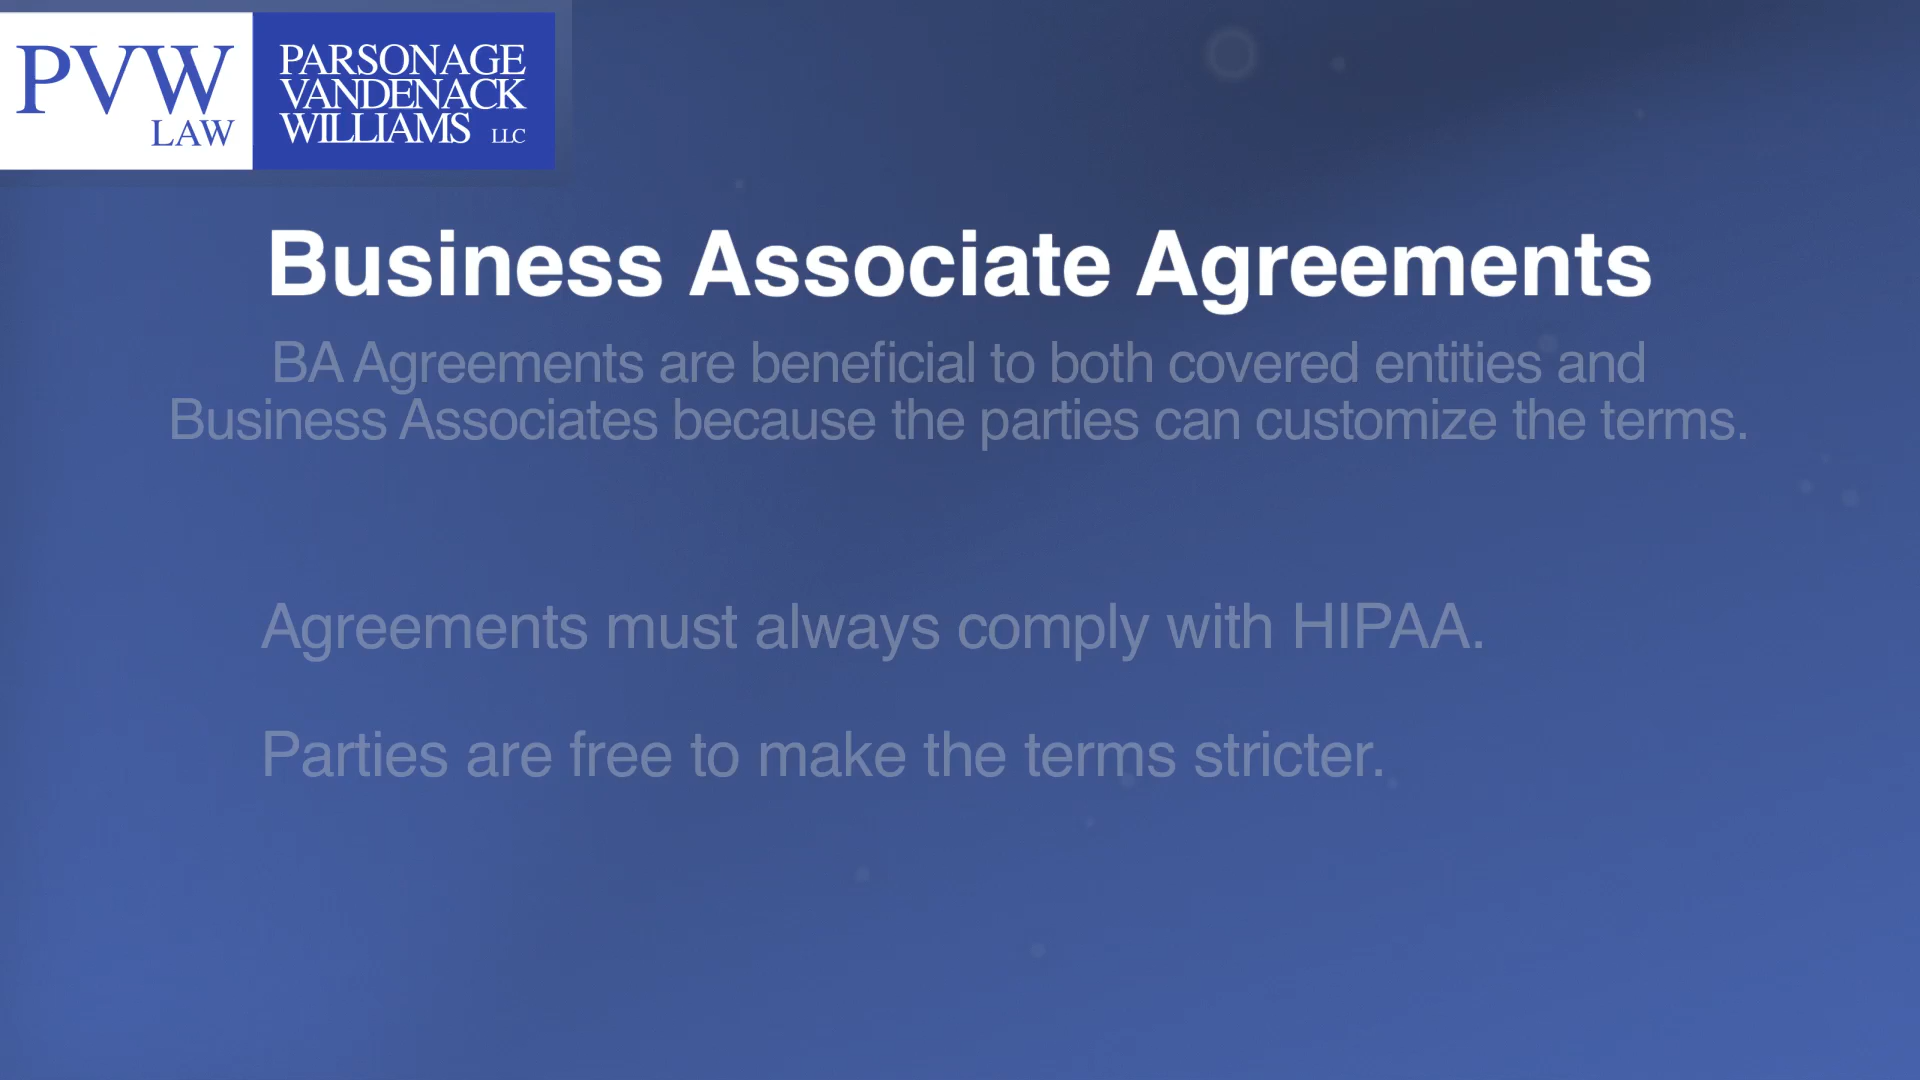 PVW
LAW
PARSONAGE
VANDENACK
WILLIAMS LLC
Business Associate Agreements
BA Agreements are beneficial to both covered entities and
Business Associates because the parties can customize the terms.
Agreements must always comply with HIPAA.
Parties are free to make the terms stricter.